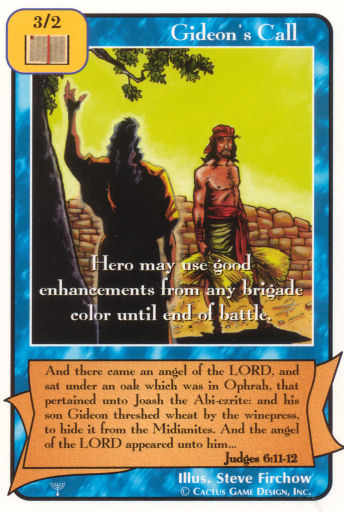 3/2
Gideon's Call
Hero may use good
enhancements from any brigade
color until end of battle.
And there came an angel of the LORD, and
sat under an oak which was in Ophrah, that
pertained unto Joash the Abi-ezrite: and his
son Gideon threshed wheat by the winepress,
to hide it from the Midianites. And the angel
of the LORD appeared unto him...
Judges 6:11-12
Illus. Steve Firchow
© Cactus Game Design, Inc.